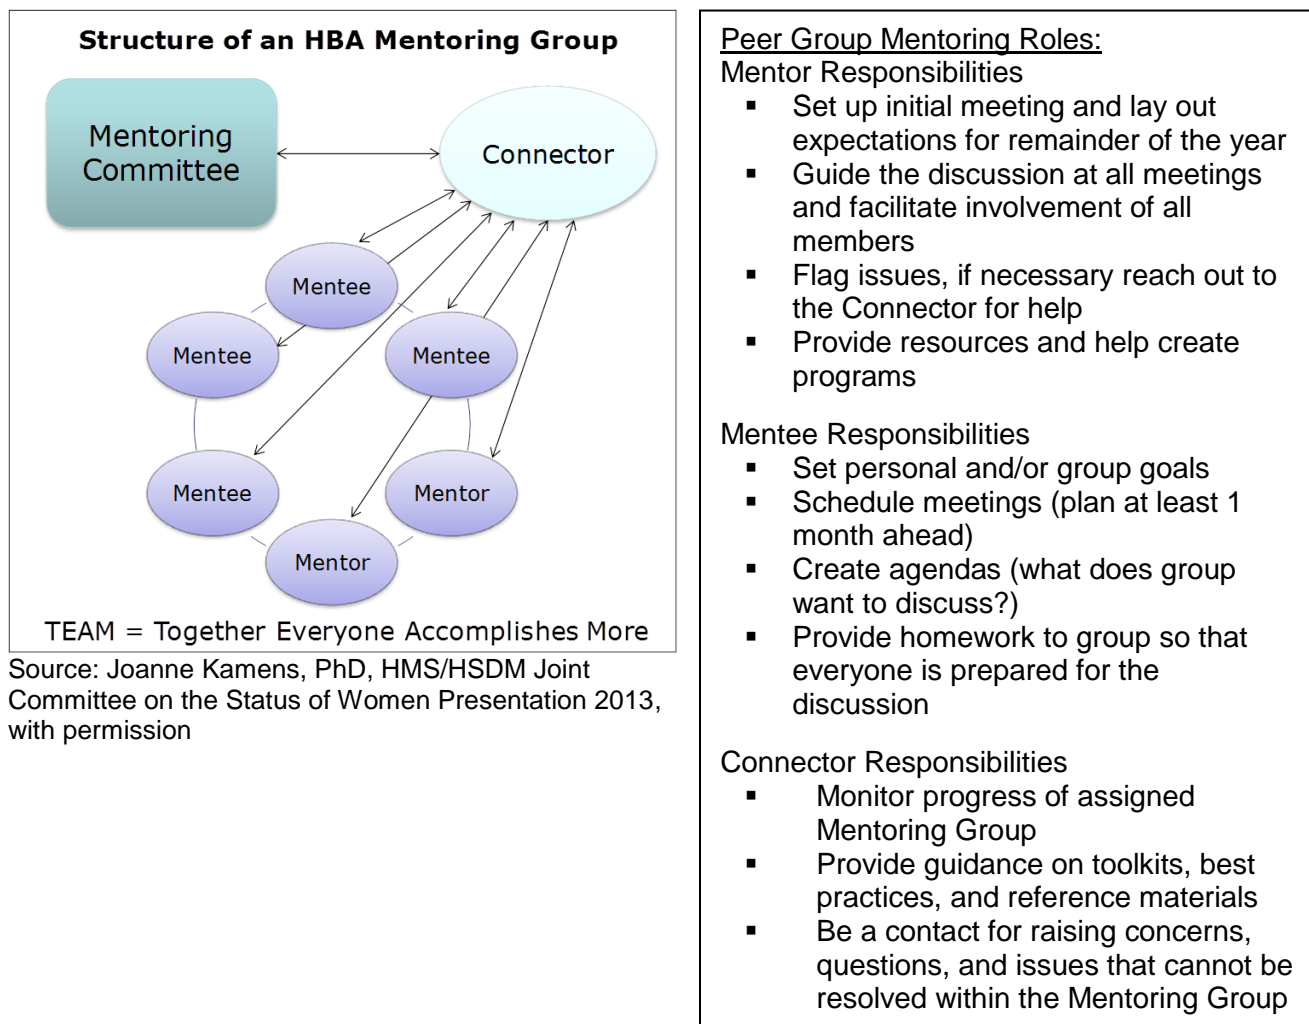 Structure of an HBA Mentoring Group
Mentoring
Committee
Connector
Mentee
Mentee
Mentee
Mentee
Mentor
Mentor
TEAM = Together Everyone Accomplishes More
Source: Joanne Kamens, PhD, HMS/HSDM Joint
Committee on the Status of Women Presentation 2013,
with permission
Peer Group Mentoring Roles:
Mentor Responsibilities
▪ Set up initial meeting and lay out
expectations for remainder of the year
▪ Guide the discussion at all meetings
and facilitate involvement of all
members
▪ Flag issues, if necessary reach out to
the Connector for help
▪ Provide resources and help create
programs
Mentee Responsibilities
▪ Set personal and/or group goals
▪ Schedule meetings (plan at least 1
month ahead)
▪ Create agendas (what does group
want to discuss?)
▪ Provide homework to group so that
everyone is prepared for the
discussion
Connector Responsibilities
▪ Monitor progress of assigned
Mentoring Group
▪ Provide guidance on toolkits, best
practices, and reference materials
▪ Be a contact for raising concerns,
questions, and issues that cannot be
resolved within the Mentoring Group